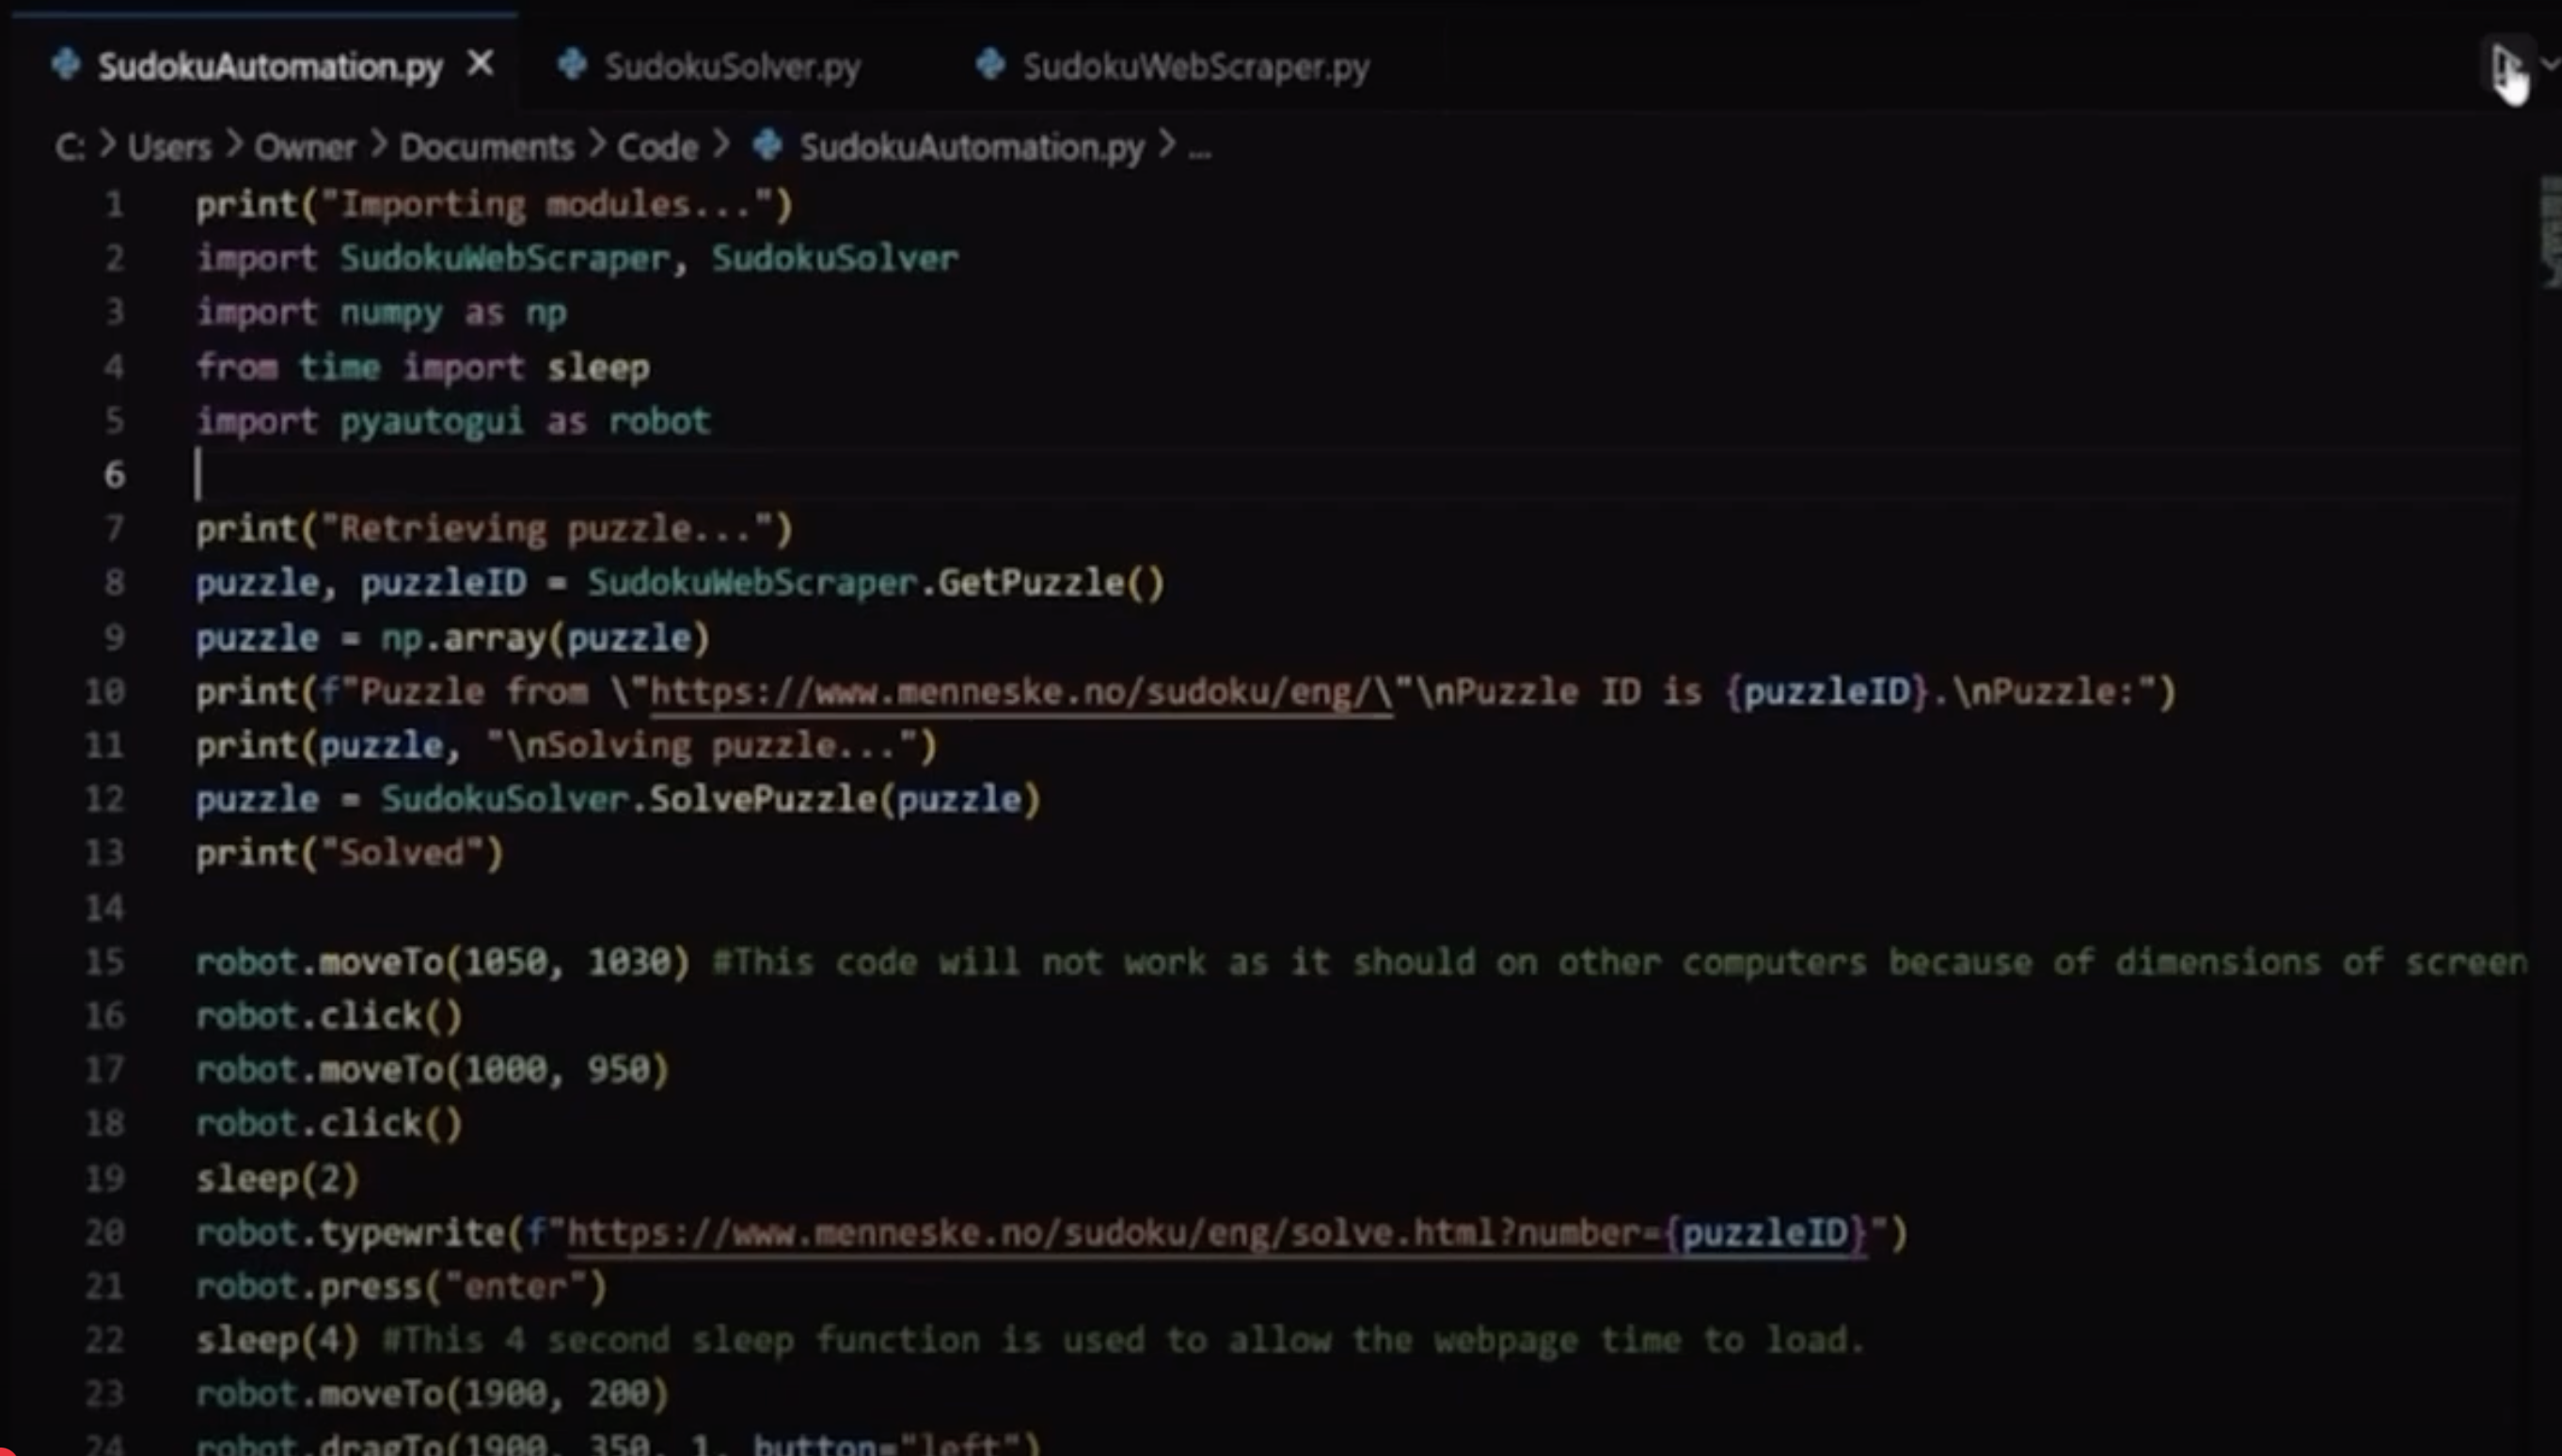 SudokuAutomation.py SudokuSolver.py SudokuWebScraper.py
C: > Users > Owner > Documents > Code > SudokuAutomation.py > ...
1 print("Importing modules...")
2 import SudokuWebScraper, SudokuSolver
3 import numpy as np
4 from time import sleep
5 import pyautogui as robot
6
7 print("Retrieving puzzle...")
8 puzzle, puzzleID = SudokuWebScraper.GetPuzzle()
9 puzzle = np.array(puzzle)
10 print(f"Puzzle from \"https://www.menneske.no/sudoku/eng/\"\nPuzzle ID is {puzzleID}.\nPuzzle:")
11 print(puzzle, "\nSolving puzzle...")
12 puzzle = SudokuSolver.SolvePuzzle(puzzle)
13 print("Solved")
14
15 robot.moveTo(1050, 1030) #This code will not work as it should on other computers because of dimensions of screen
16 robot.click()
17 robot.moveTo(1000, 950)
18 robot.click()
19 sleep(2)
20 robot.typewrite(f"https://www.menneske.no/sudoku/eng/solve.html?number={puzzleID}")
21 robot.press("enter")
22 sleep(4) #This 4 second sleep function is used to allow the webpage time to load.
23 robot.moveTo(1900, 200)
24 robot.dragTo(1900, 350, 1, button="left")